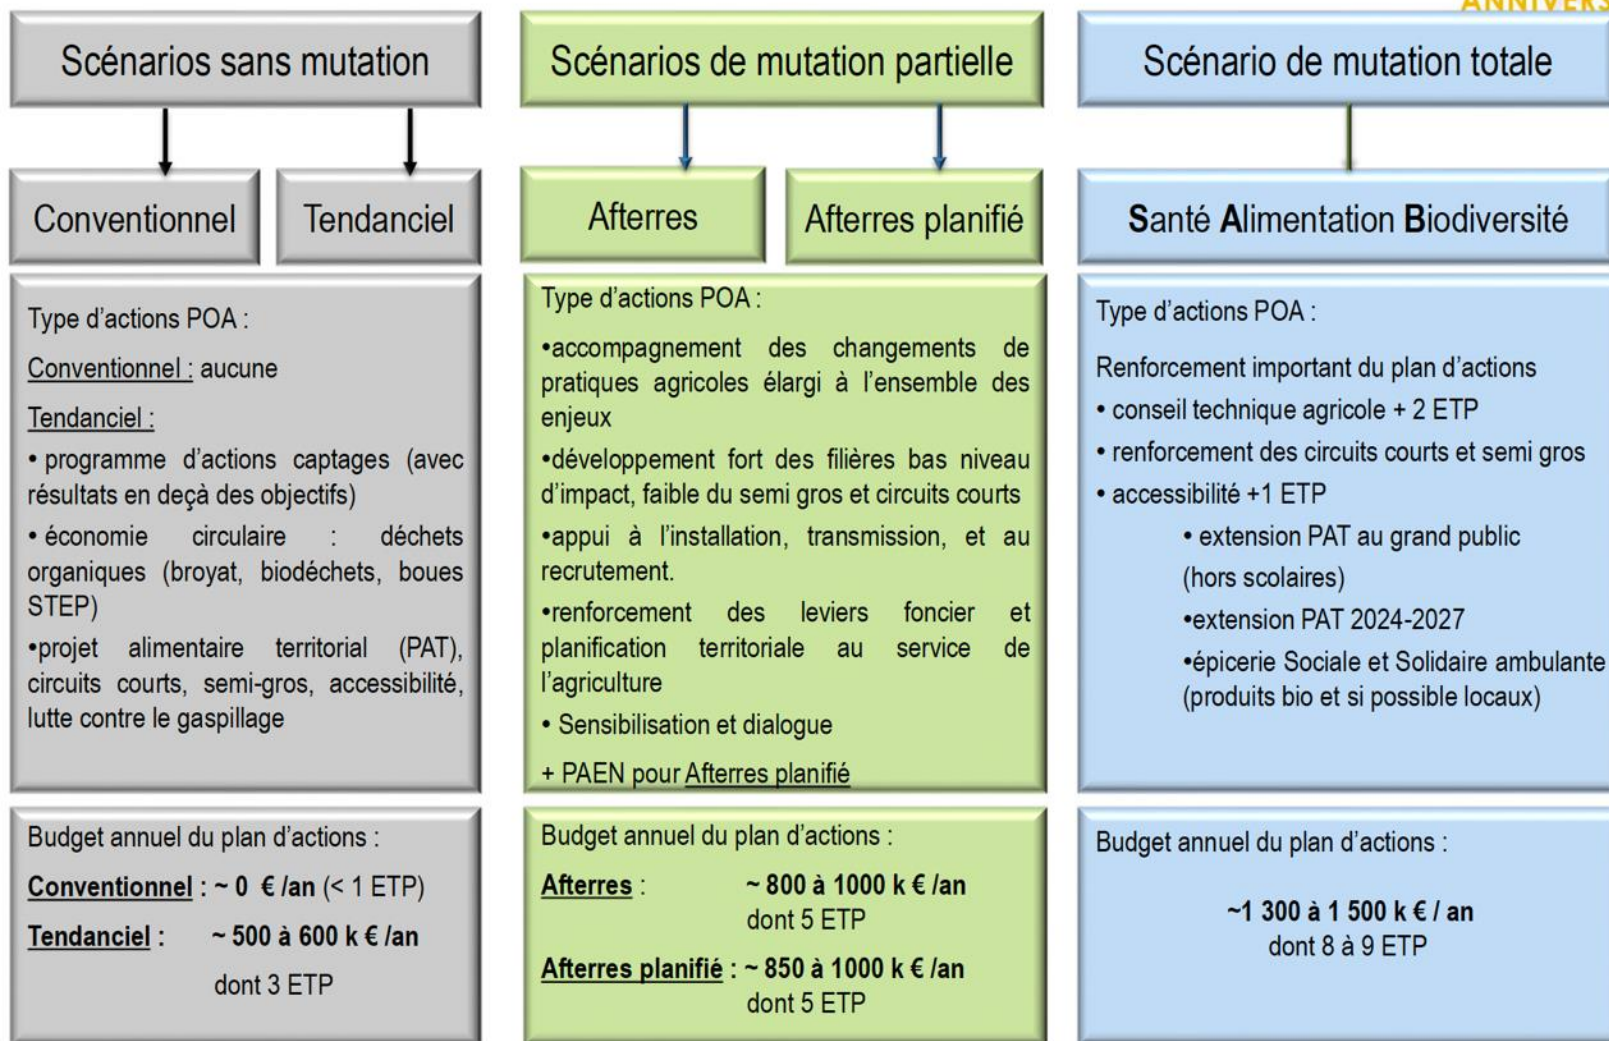 ANNIVERS
Scénarios sans mutation
Conventionnel
Tendanciel
Type d'actions POA :
Conventionnel : aucune
Tendanciel :
• programme d'actions captages (avec
résultats en deçà des objectifs)
• économie circulaire : déchets
organiques (broyat, biodéchets, boues
STEP)
•projet alimentaire territorial (PAT),
circuits courts, semi-gros, accessibilité,
lutte contre le gaspillage
Budget annuel du plan d'actions :
Conventionnel : ~ 0 € /an (< 1 ETP)
Tendanciel : ~ 500 à 600 k € /an
dont 3 ETP
Scénarios de mutation partielle
Afterres
Afterres planifié
Type d'actions POA :
•accompagnement des changements de
pratiques agricoles élargi à l'ensemble des
enjeux
•développement fort des filières bas niveau
d'impact, faible du semi gros et circuits courts
•appui à l'installation, transmission, et au
recrutement.
•renforcement des leviers foncier et
planification territoriale au service de
l'agriculture
• Sensibilisation et dialogue
+ PAEN pour Afterres planifié
Budget annuel du plan d'actions :
Afterres : ~ 800 à 1000 k € /an
dont 5 ETP
Afterres planifié : ~ 850 à 1000 k € /an
dont 5 ETP
Scénario de mutation totale
Santé Alimentation Biodiversité
Type d'actions POA :
Renforcement important du plan d'actions
• conseil technique agricole + 2 ETP
• renforcement des circuits courts et semi gros
• accessibilité +1 ETP
• extension PAT au grand public
(hors scolaires)
•extension PAT 2024-2027
•épicerie Sociale et Solidaire ambulante
(produits bio et si possible locaux)
Budget annuel du plan d'actions :
~1 300 à 1 500 k € / an
dont 8 à 9 ETP